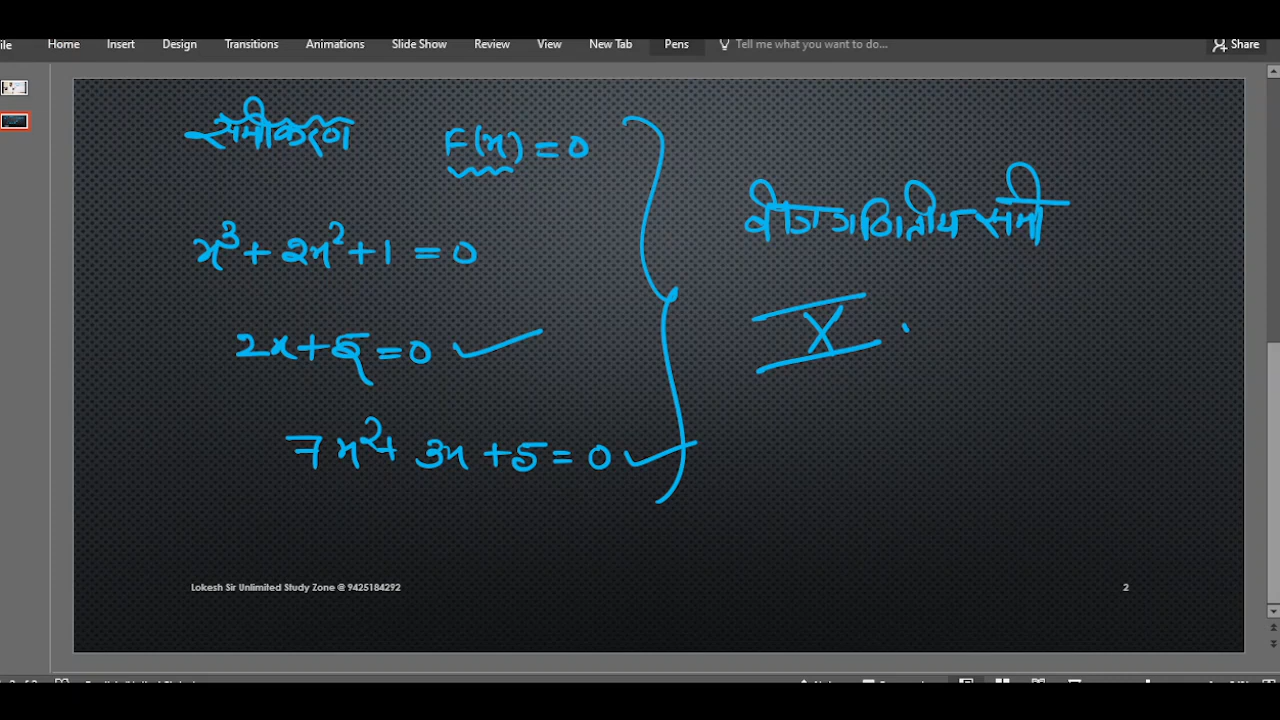 File Home Insert Design Transitions Animations Slide Show Review View New Tab Pens Tell me what you want to do... Share
समीकरण F(x) = 0
x³ + 2x² + 1 = 0
2x + 5 = 0
7x² + 3x + 5 = 0
बीजगणितीय समी
X
Lokesh Sir Unlimited Study Zone @ 9425184292
2